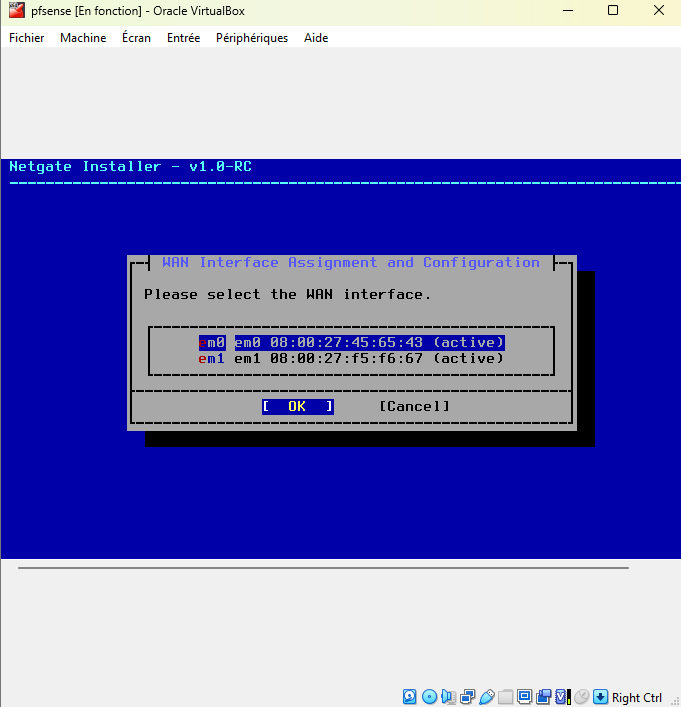 pfsense [En fonction] - Oracle VirtualBox
Fichier Machine Écran Entrée Périphériques Aide
Netgate Installer - v1.0-RC
WAN Interface Assignment and Configuration
Please select the WAN interface.
em0 em0 08:00:27:45:65:43 (active)
em1 em1 08:00:27:f5:f6:67 (active)
[ OK ] [Cancel]
Right Ctrl